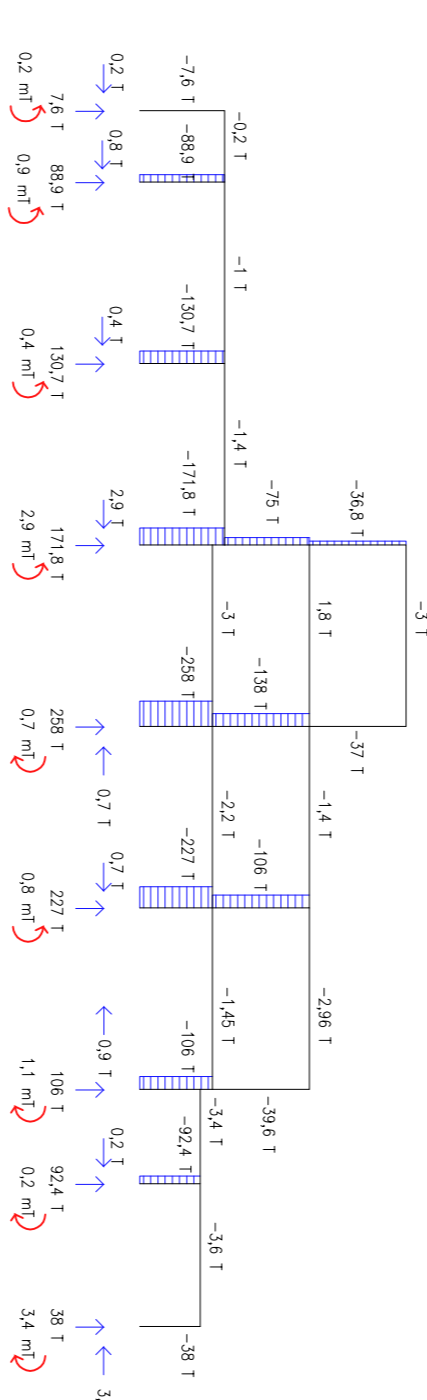 -3 T
-36,8 T
-37 T
1,8 T
-1,4 T
-2,96 T
-75 T
-138 T
-106 T
-39,6 T
-0,2 T
-1 T
-1,4 T
-3 T
-2,2 T
-1,45 T
-3,4 T
-3,6 T
-7,6 T
-88,9 T
-130,7 T
-171,8 T
-258 T
-227 T
-106 T
-92,4 T
-38 T
0,2 T
0,8 T
0,4 T
2,9 T
0,7 T
0,7 T
0,9 T
0,2 T
3,
7,6 T
88,9 T
130,7 T
171,8 T
258 T
227 T
106 T
92,4 T
38 T
0,2 mT
0,9 mT
0,4 mT
2,9 mT
0,7 mT
0,8 mT
1,1 mT
0,2 mT
3,4 mT